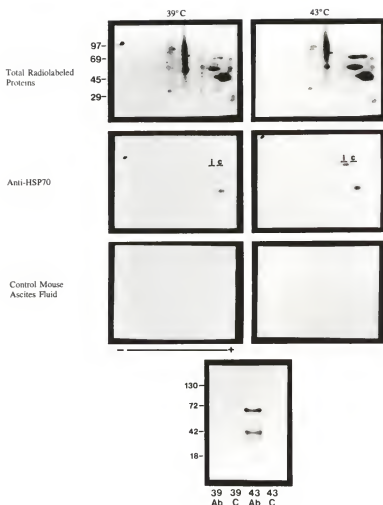 39°C 43°C
97-
69-
45-
29-
Total Radiolabeled
Proteins
Anti-HSP70
i c i c
Control Mouse
Ascites Fluid
- +
130-
72-
42-
18-
39 39 43 43
Ab C Ab C